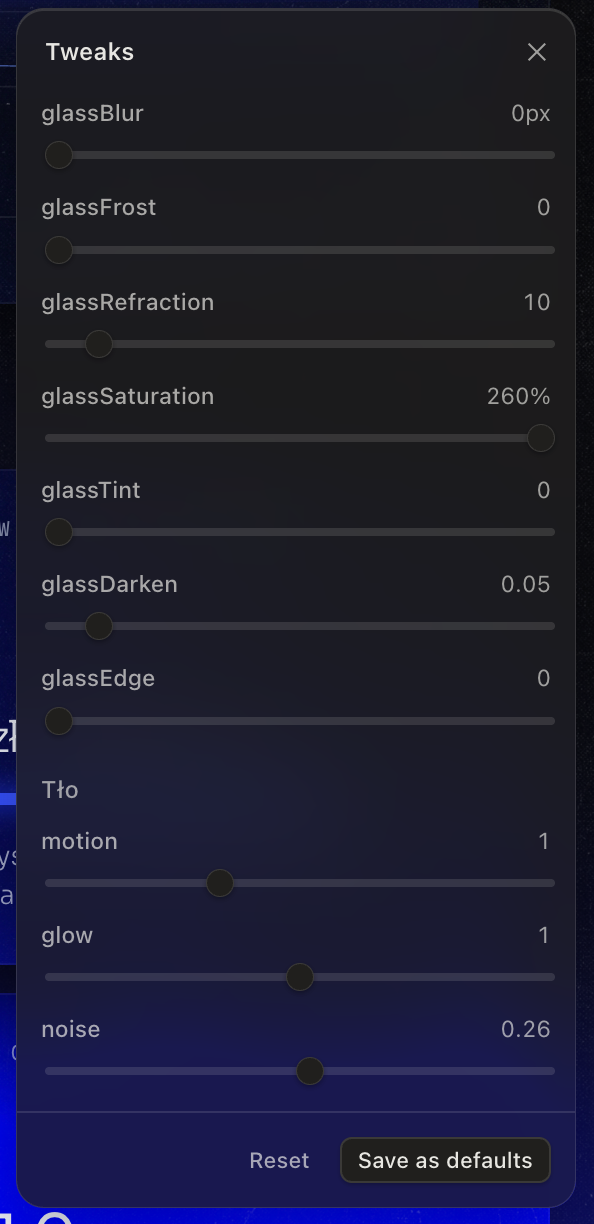 Tweaks
glassBlur 0px
glassFrost 0
glassRefraction 10
glassSaturation 260%
glassTint 0
glassDarken 0.05
glassEdge 0
Tło
motion 1
glow 1
noise 0.26
Reset Save as defaults